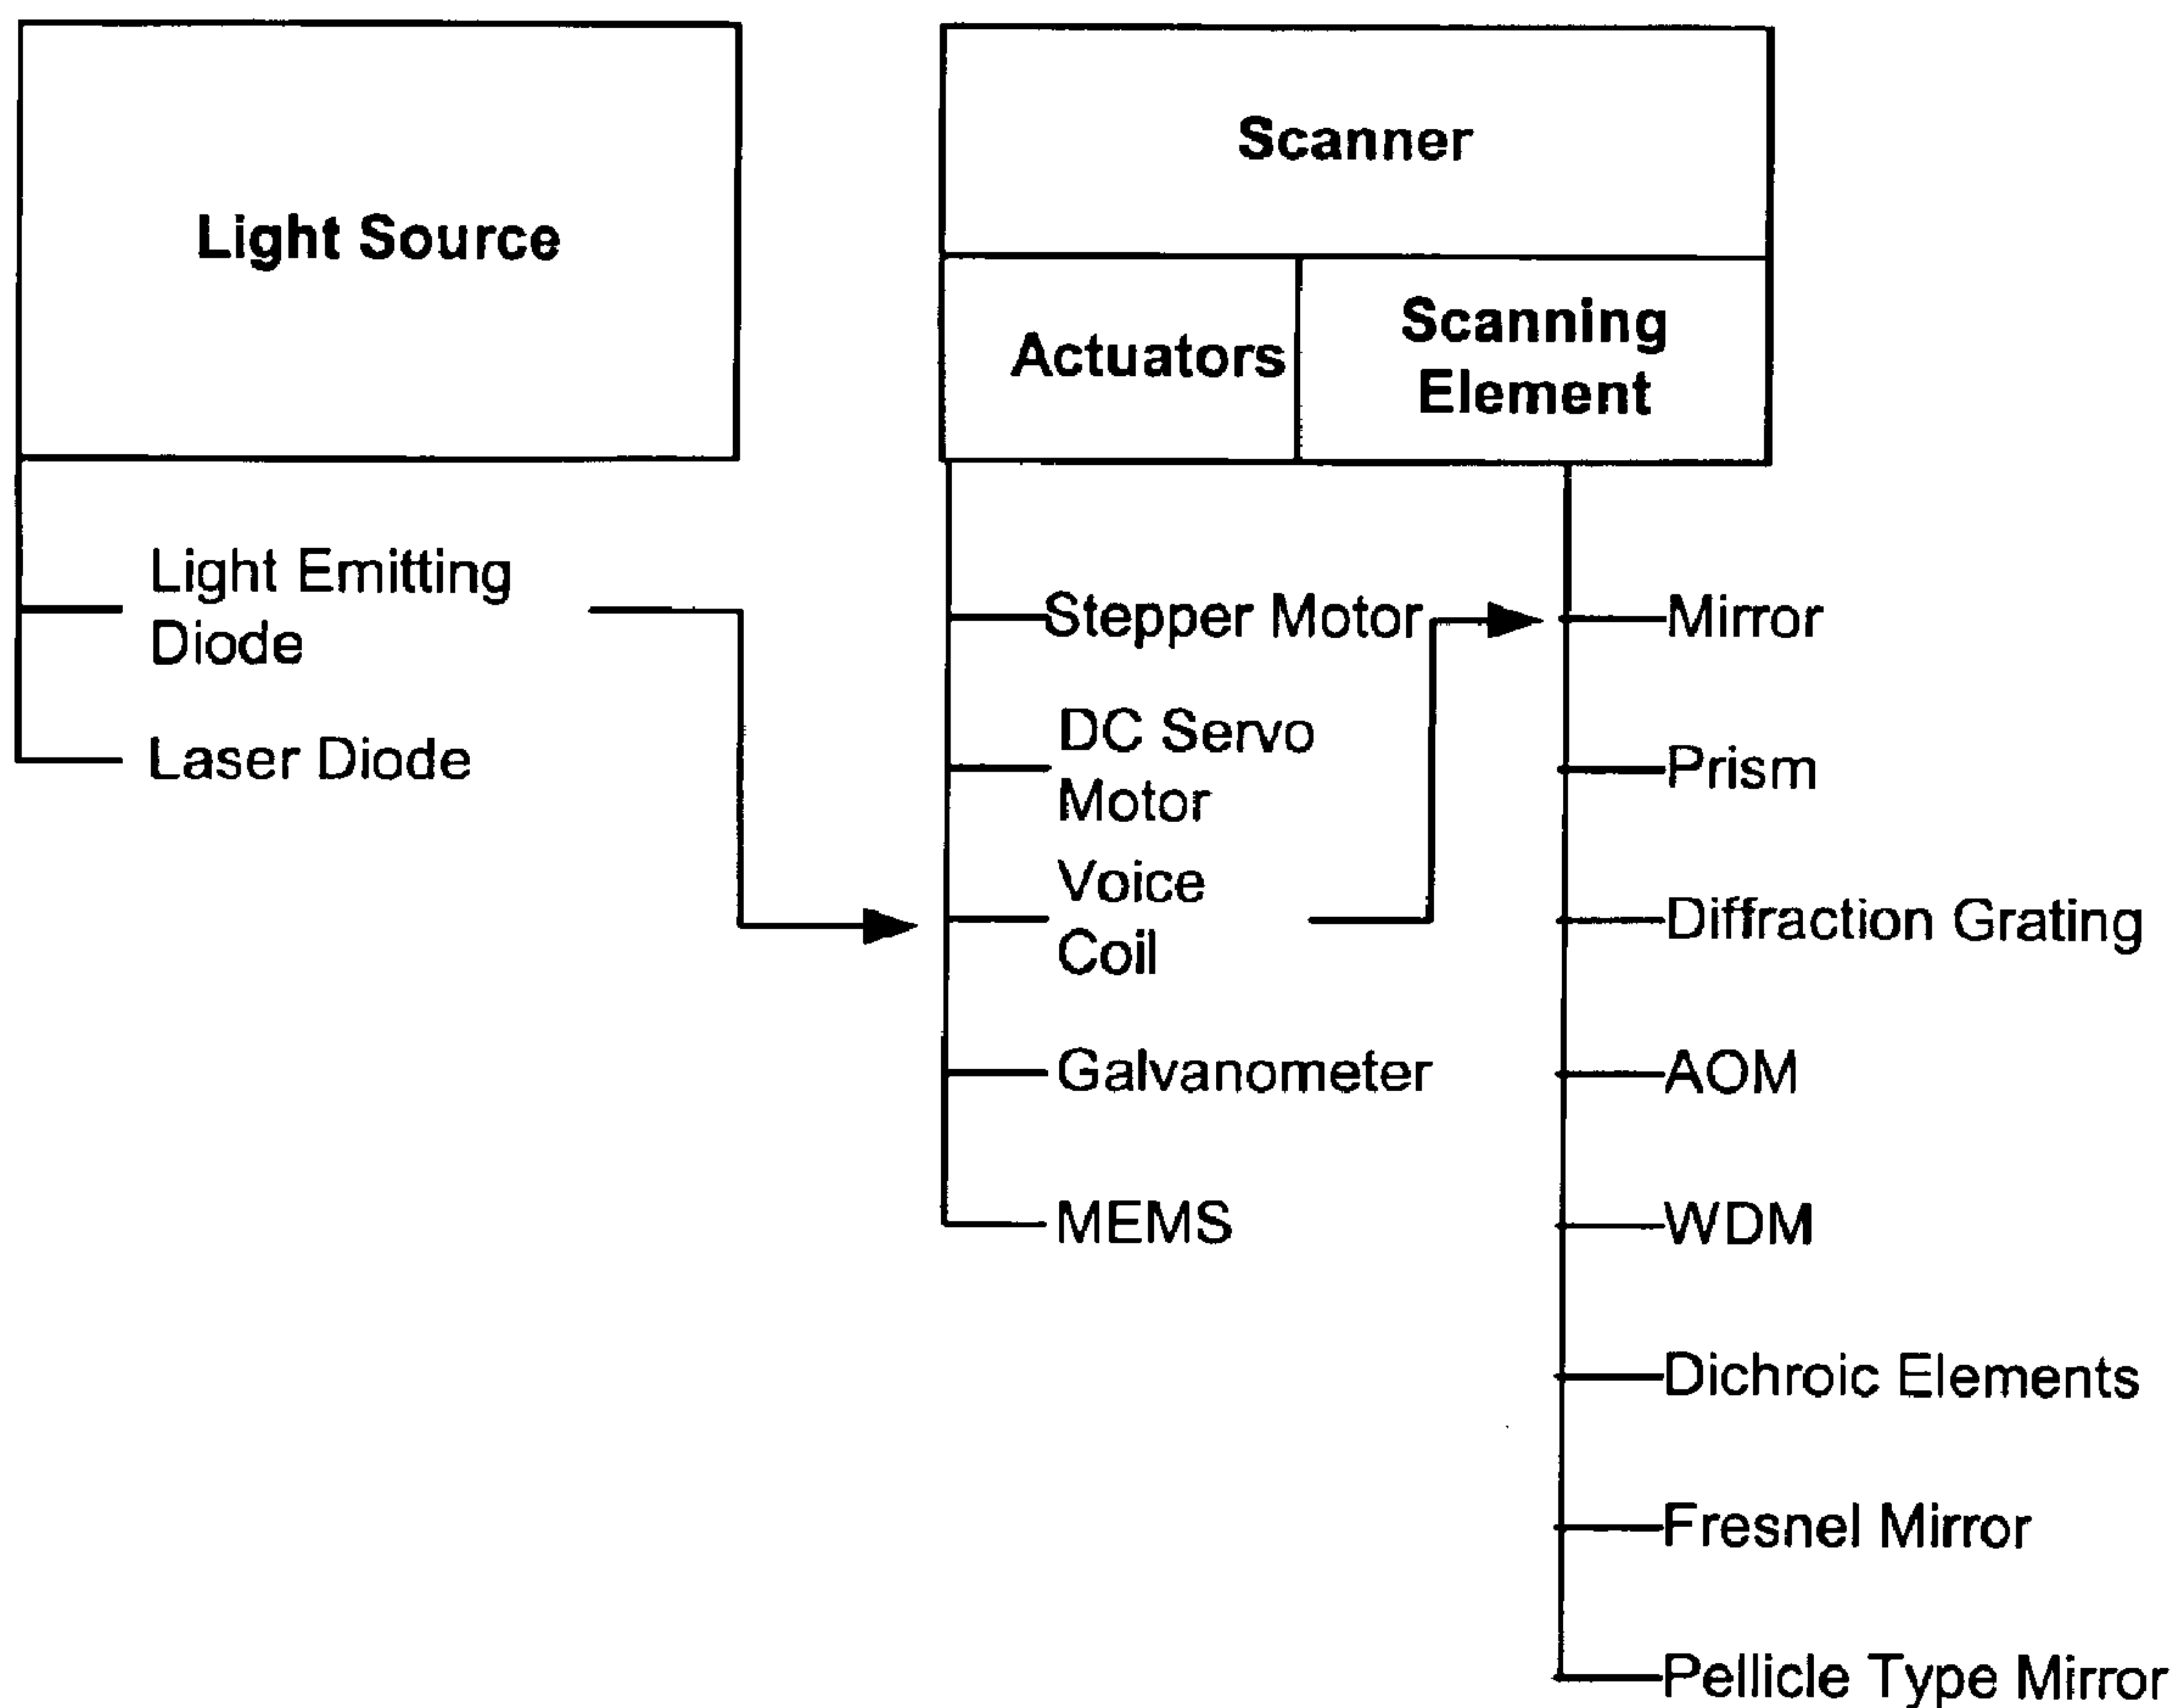 Light Source
Light Emitting
Diode
Laser Diode
Scanner
Actuators
Scanning
Element
Stepper Motor
DC Servo
Motor
Voice
Coil
Galvanometer
MEMS
Mirror
Prism
Diffraction Grating
AOM
WDM
Dichroic Elements
Fresnel Mirror
Pellicle Type Mirror